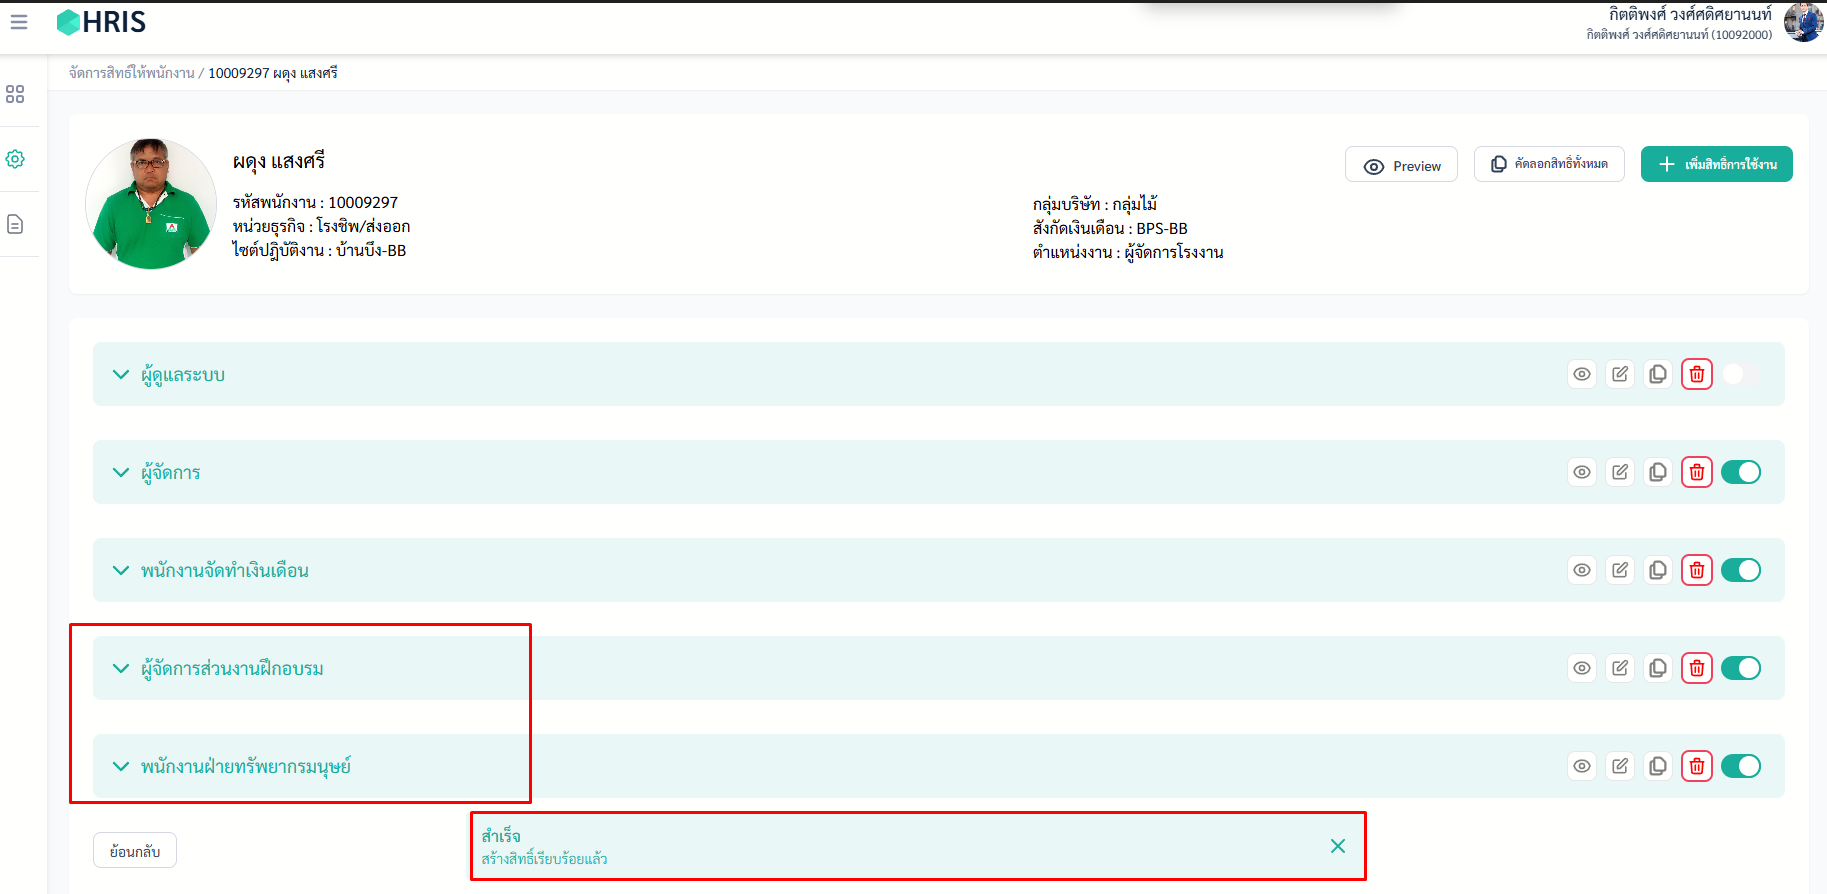 HRIS
กิตติพงศ์ วงศ์ศดิศยานนท์
กิตติพงศ์ วงศ์ศดิศยานนท์ (10092000)
จัดการสิทธิ์ให้พนักงาน / 10009297 ผดุง แสงศรี
ผดุง แสงศรี
รหัสพนักงาน : 10009297
หน่วยธุรกิจ : โรงชิพ/ส่งออก
ไซต์ปฎิบัติงาน : บ้านบึง-BB
กลุ่มบริษัท : กลุ่มไม้
สังกัดเงินเดือน : BPS-BB
ตำแหน่งงาน : ผู้จัดการโรงงาน
Preview
คัดลอกสิทธิ์ทั้งหมด
เพิ่มสิทธิ์การใช้งาน
ผู้ดูแลระบบ
ผู้จัดการ
พนักงานจัดทำเงินเดือน
ผู้จัดการส่วนงานฝึกอบรม
พนักงานฝ่ายทรัพยากรมนุษย์
ย้อนกลับ
สำเร็จ
สร้างสิทธิ์เรียบร้อยแล้ว